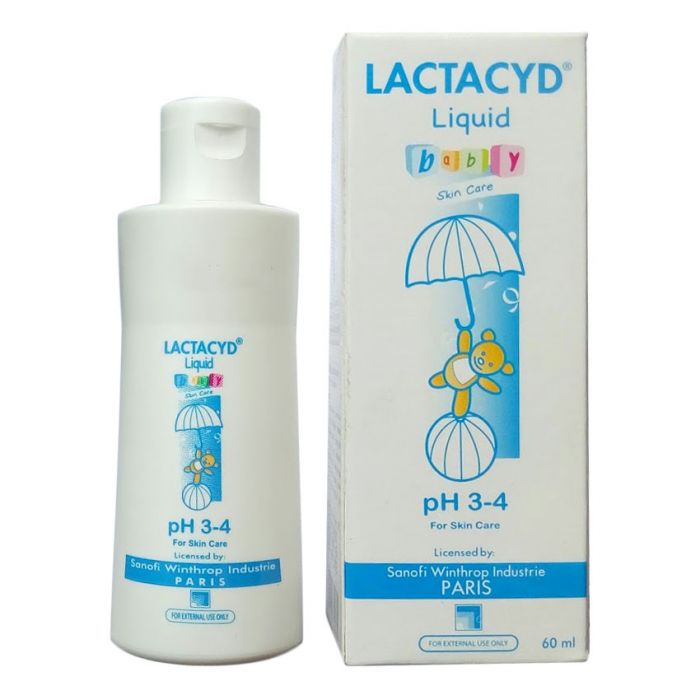 LACTACYD®
Liquid
baby
Skin Care
pH 3-4
For Skin Care
Licensed by:
Sanofi Winthrop Industrie
PARIS
FOR EXTERNAL USE ONLY
LACTACYD®
Liquid
baby
Skin Care
pH 3-4
For Skin Care
Licensed by:
Sanofi Winthrop Industrie
PARIS
FOR EXTERNAL USE ONLY
60 ml